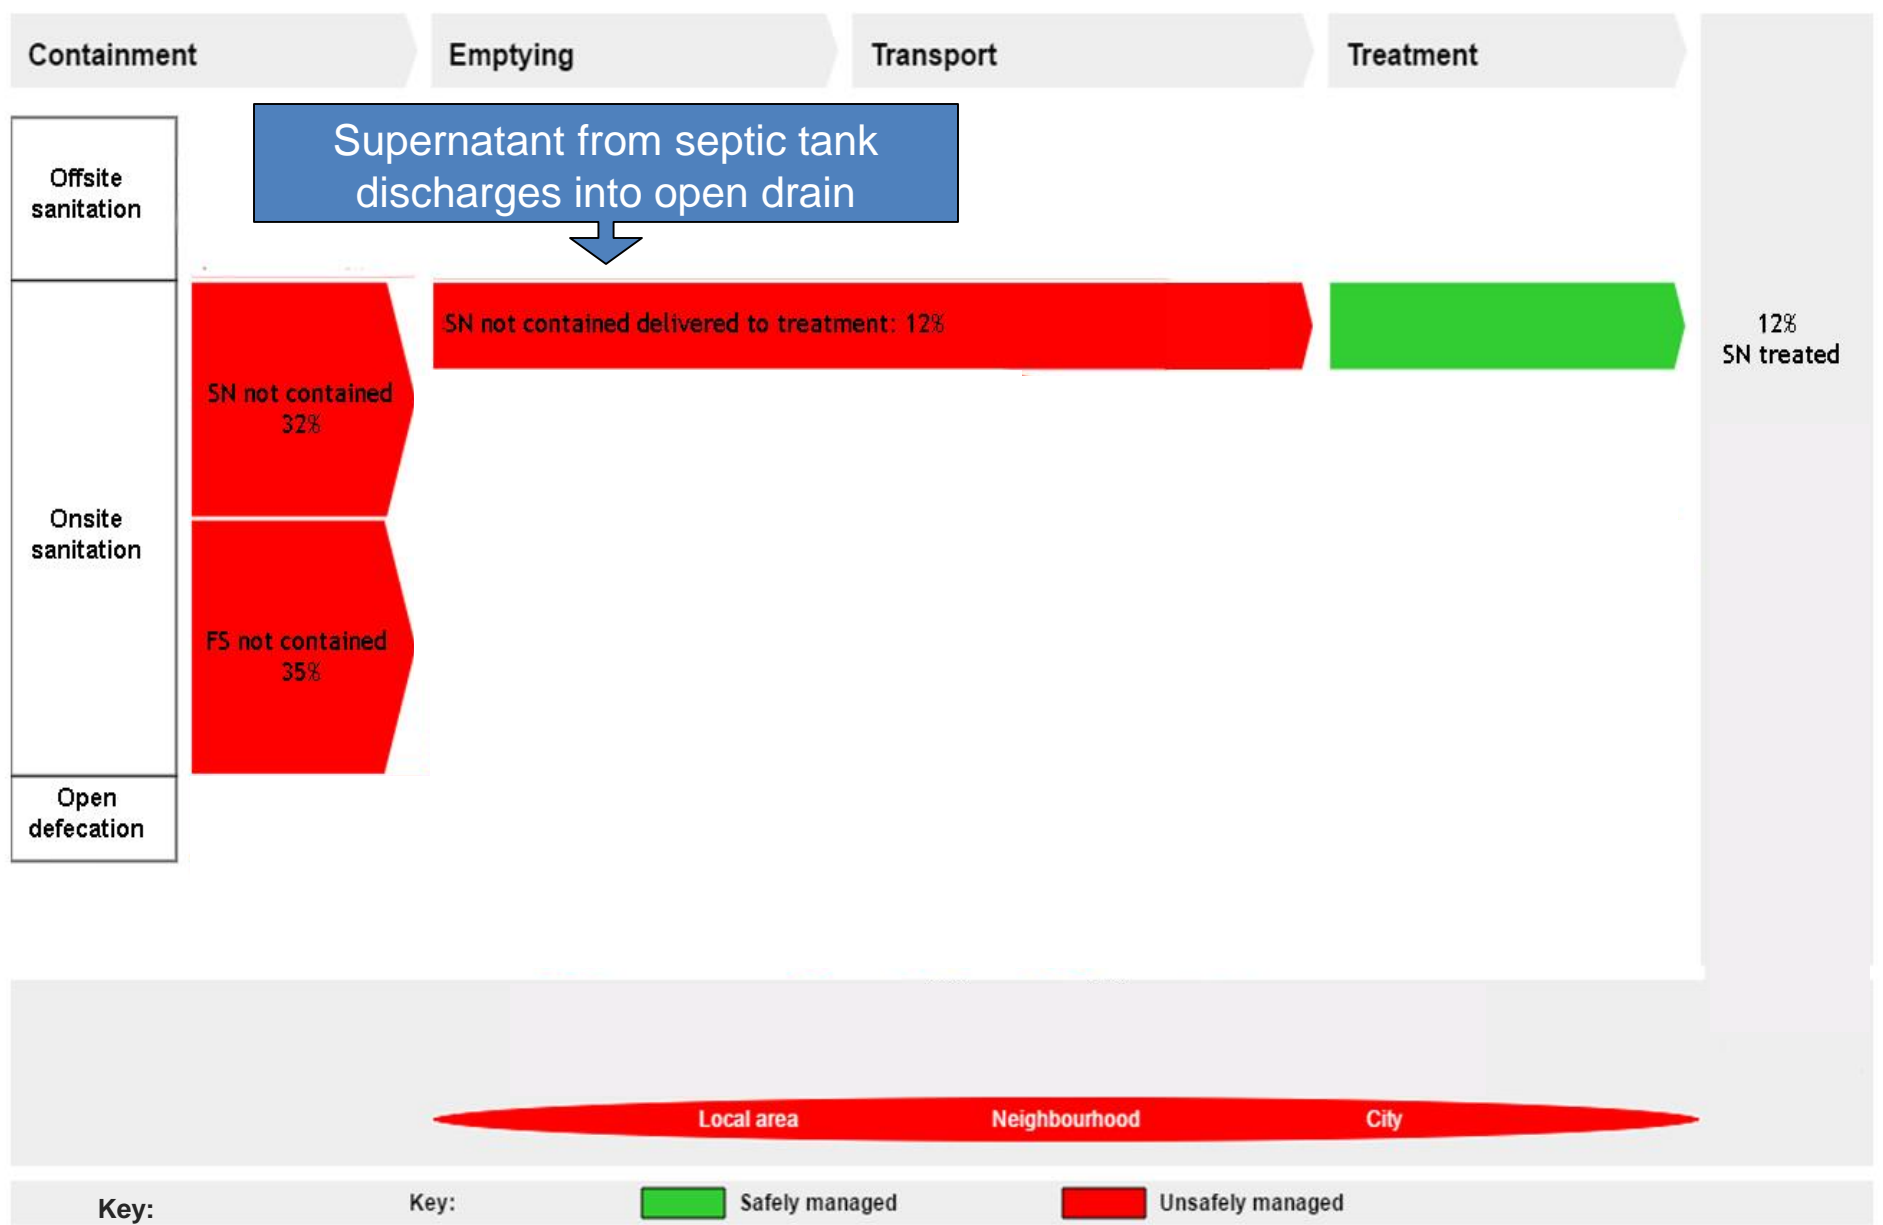 Containment
Emptying
Transport
Treatment
Supernatant from septic tank
discharges into open drain
Offsite
sanitation
SN not contained delivered to treatment: 12%
12%
SN treated
SN not contained
32%
Onsite
sanitation
FS not contained
35%
Open
defecation
Local area
Neighbourhood
City
Key:
Key:
Safely managed
Unsafely managed